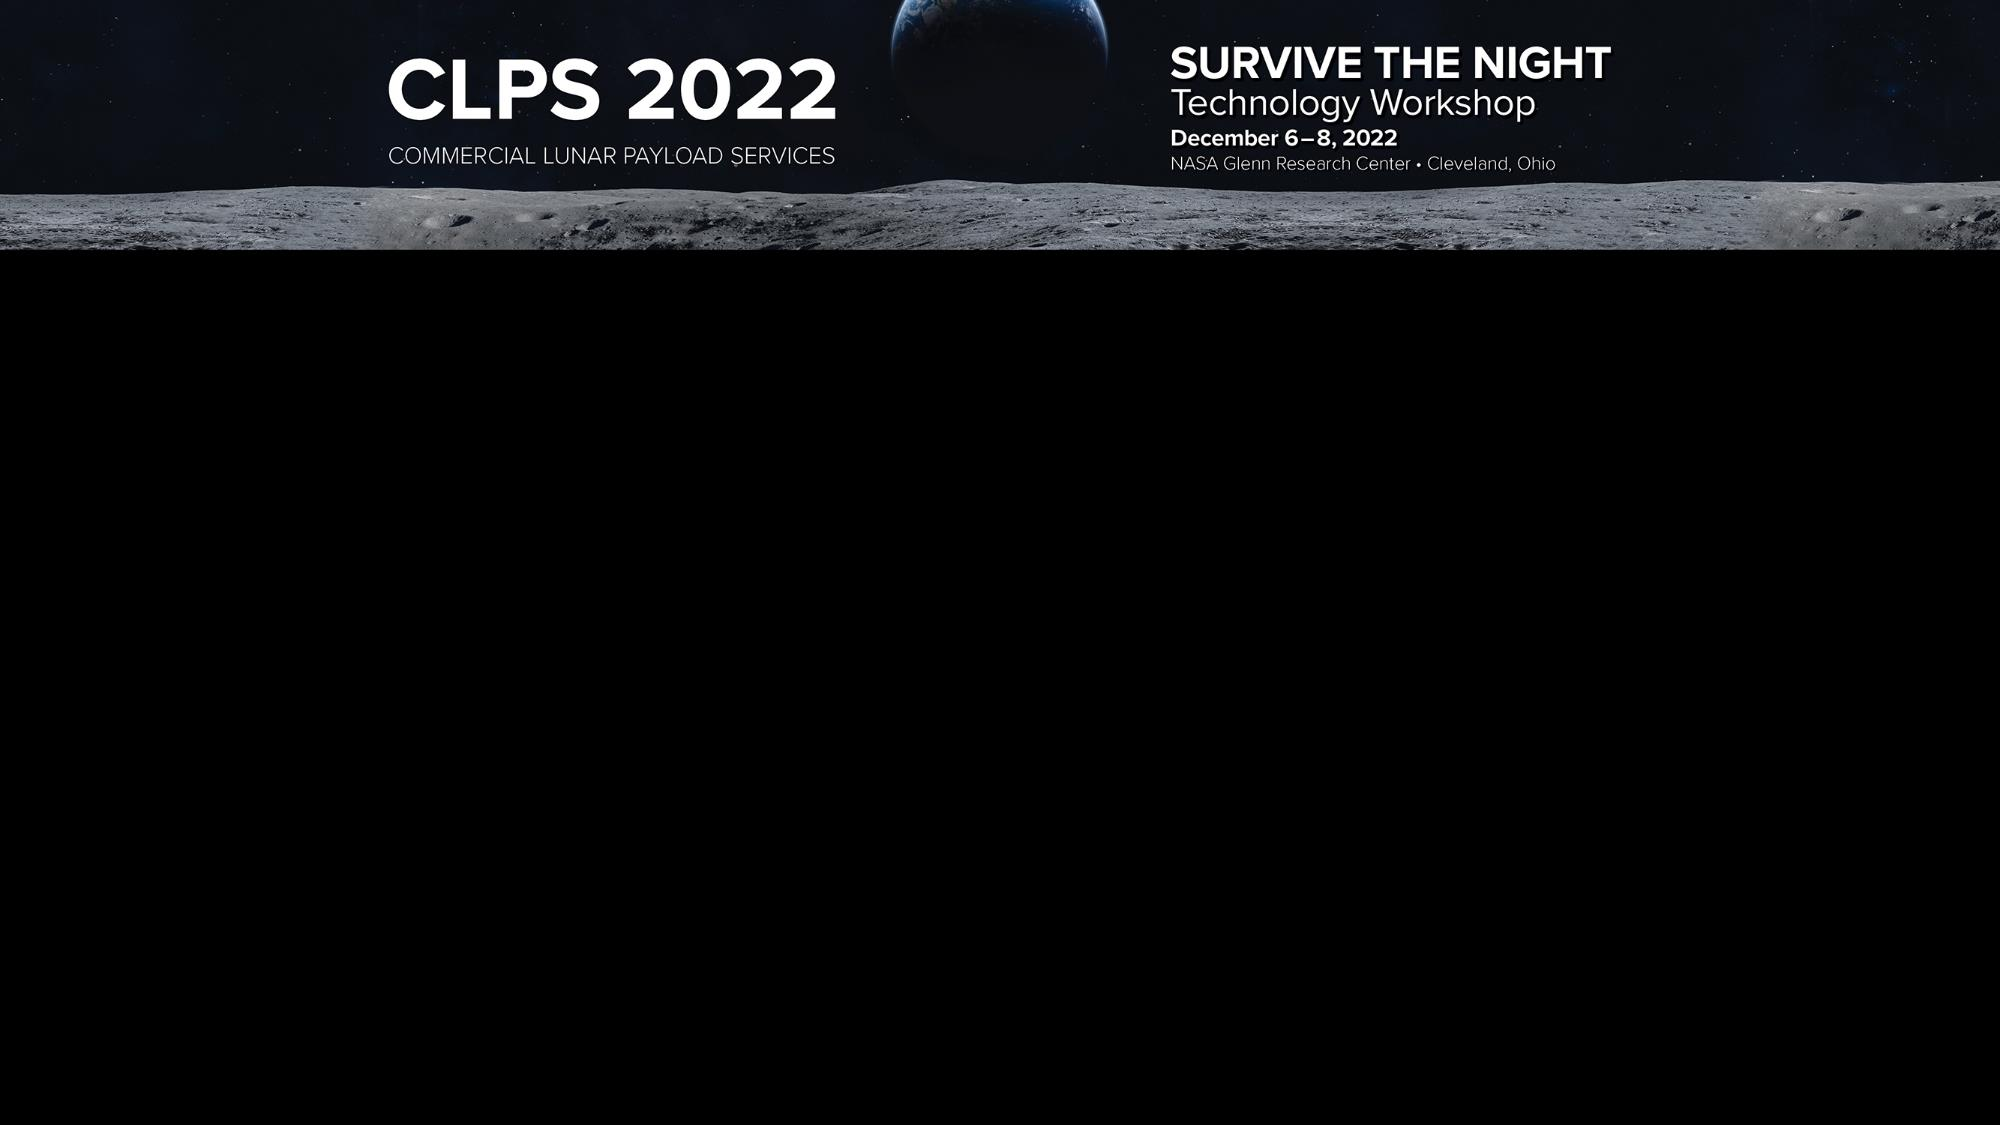 CLPS 2022
COMMERCIAL LUNAR PAYLOAD SERVICES
SURVIVE THE NIGHT
Technology Workshop
December 6–8, 2022
NASA Glenn Research Center • Cleveland, Ohio